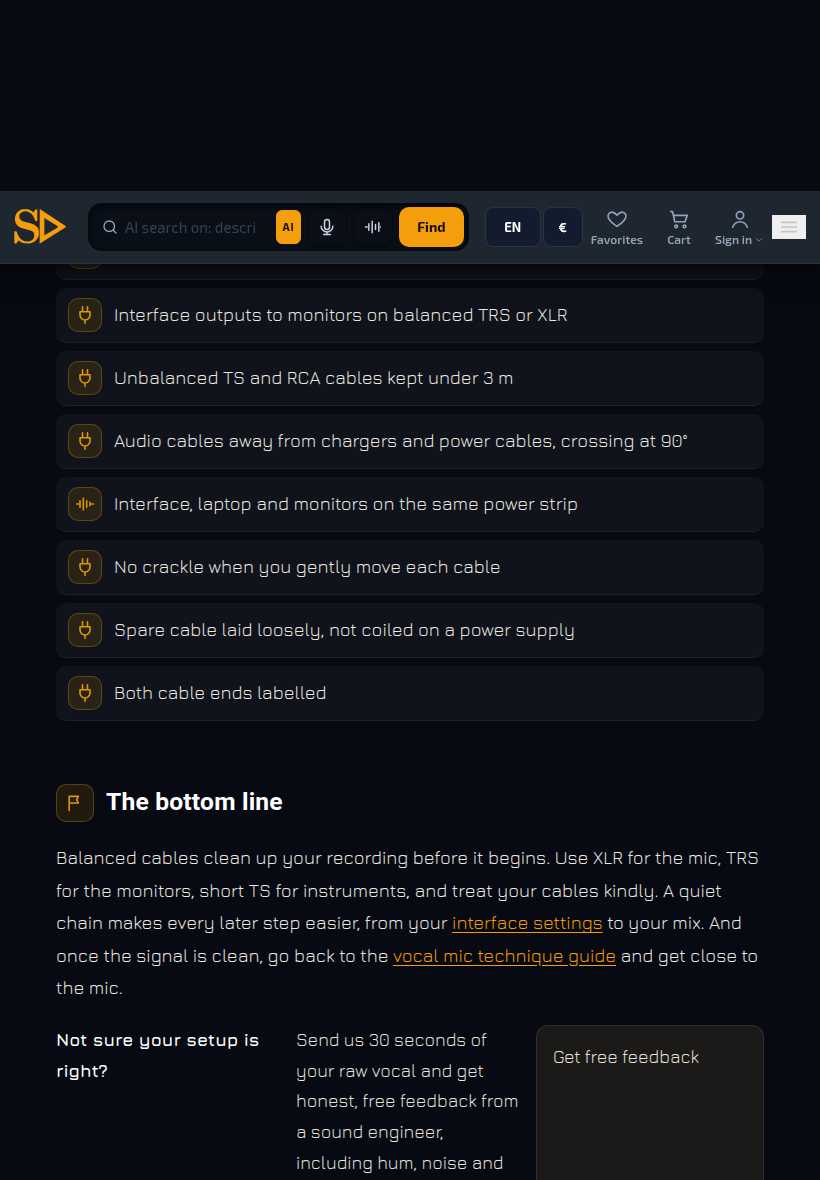 SD
AI search on: descri
AI
Find
EN
€
Favorites
Cart
Sign in
Interface outputs to monitors on balanced TRS or XLR
Unbalanced TS and RCA cables kept under 3 m
Audio cables away from chargers and power cables, crossing at 90°
Interface, laptop and monitors on the same power strip
No crackle when you gently move each cable
Spare cable laid loosely, not coiled on a power supply
Both cable ends labelled
The bottom line
Balanced cables clean up your recording before it begins. Use XLR for the mic, TRS
for the monitors, short TS for instruments, and treat your cables kindly. A quiet
chain makes every later step easier, from your interface settings to your mix. And
once the signal is clean, go back to the vocal mic technique guide and get close to
the mic.
Not sure your setup is
right?
Send us 30 seconds of
your raw vocal and get
honest, free feedback from
a sound engineer,
including hum, noise and
Get free feedback